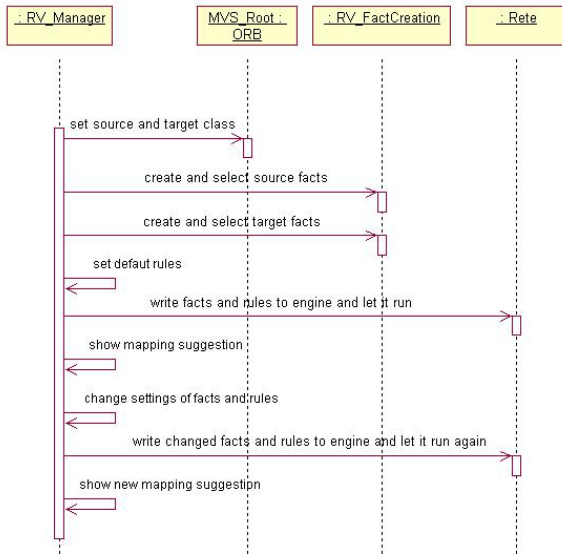 : RV_Manager
MVS_Root :
ORB
: RV_FactCreation
: Rete
set source and target class
create and select source facts
create and select target facts
set defaut rules
write facts and rules to engine and let it run
show mapping suggestion
change settings of facts and rules
write changed facts and rules to engine and let it run again
show new mapping suggestion